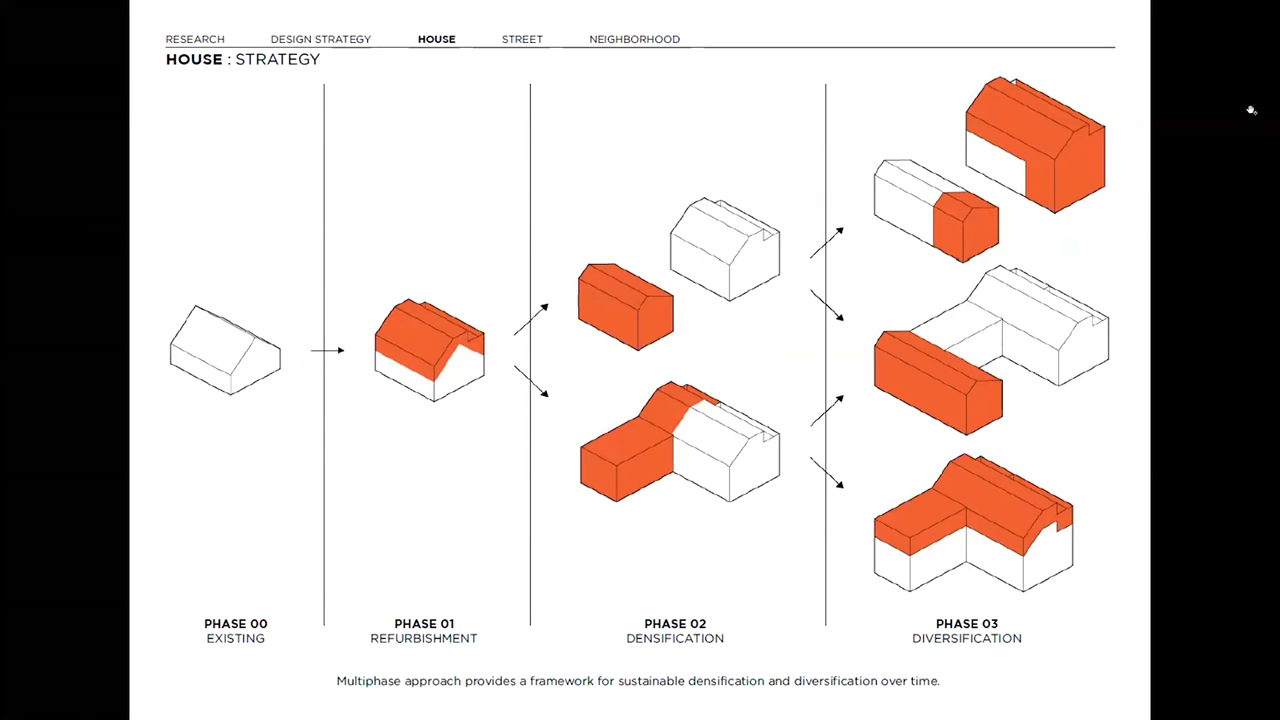 RESEARCH DESIGN STRATEGY HOUSE STREET NEIGHBORHOOD
HOUSE : STRATEGY
PHASE 00 PHASE 01 PHASE 02 PHASE 03
EXISTING REFURBISHMENT DENSIFICATION DIVERSIFICATION
Multiphase approach provides a framework for sustainable densification and diversification over time.